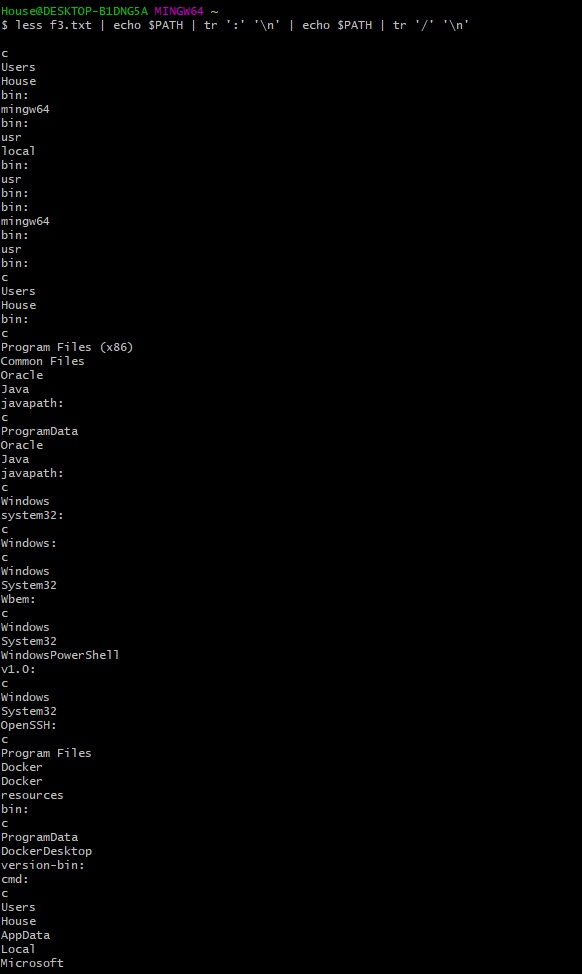 House@DESKTOP-B1DNG5A MINGW64 ~
$ less f3.txt | echo $PATH | tr ':' '\n' | echo $PATH | tr '/' '\n'
c
Users
House
bin:
mingw64
bin:
usr
local
bin:
usr
bin:
bin:
mingw64
bin:
usr
bin:
c
Users
House
bin:
c
Program Files (x86)
Common Files
Oracle
Java
javapath:
c
ProgramData
Oracle
Java
javapath:
c
Windows
system32:
c
Windows:
c
Windows
System32
Wbem:
c
Windows
System32
WindowsPowerShell
v1.0:
c
Windows
System32
OpenSSH:
c
Program Files
Docker
Docker
resources
bin:
c
ProgramData
DockerDesktop
version-bin:
cmd:
c
Users
House
AppData
Local
Microsoft